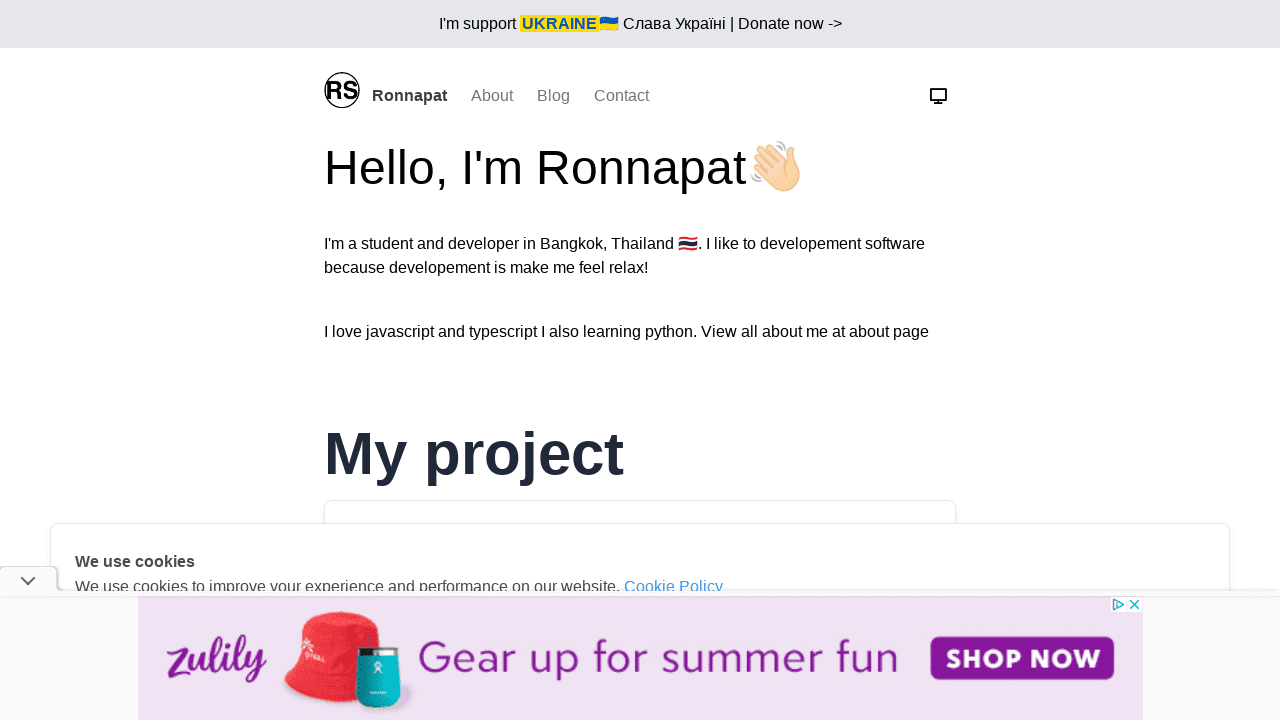 I'm support UKRAINE🇺🇦 Слава Україні | Donate now ->
RS Ronnapat About Blog Contact
Hello, I'm Ronnapat👋🏻
I'm a student and developer in Bangkok, Thailand 🇹🇭. I like to developement software
because developement is make me feel relax!
I love javascript and typescript I also learning python. View all about me at about page
My project
We use cookies
We use cookies to improve your experience and performance on our website. Cookie Policy
zulily Gear up for summer fun SHOP NOW